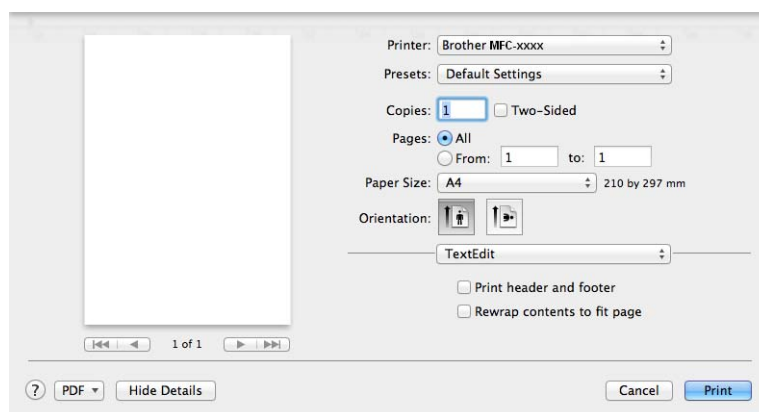 Printer: Brother MFC-xxxx
Presets: Default Settings
Copies: 1 Two-Sided
Pages: All
From: 1 to: 1
Paper Size: A4 210 by 297 mm
Orientation:
TextEdit
Print header and footer
Rewrap contents to fit page
1 of 1
? PDF Hide Details Cancel Print